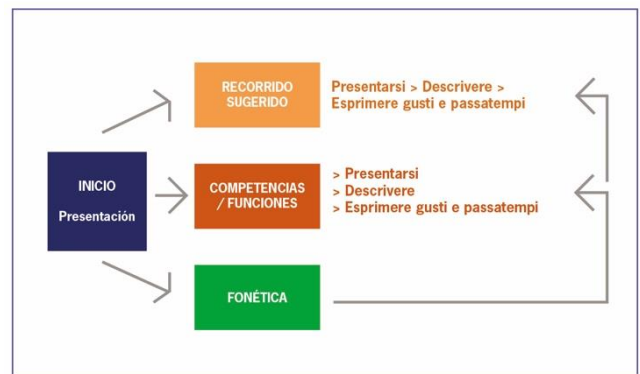 RECORRIDO
SUGERIDO
Presentarsi > Descrivere >
Esprimere gusti e passatempi
INICIO
Presentación
COMPETENCIAS
/ FUNCIONES
> Presentarsi
> Descrivere
> Esprimere gusti e passatempi
FONÉTICA